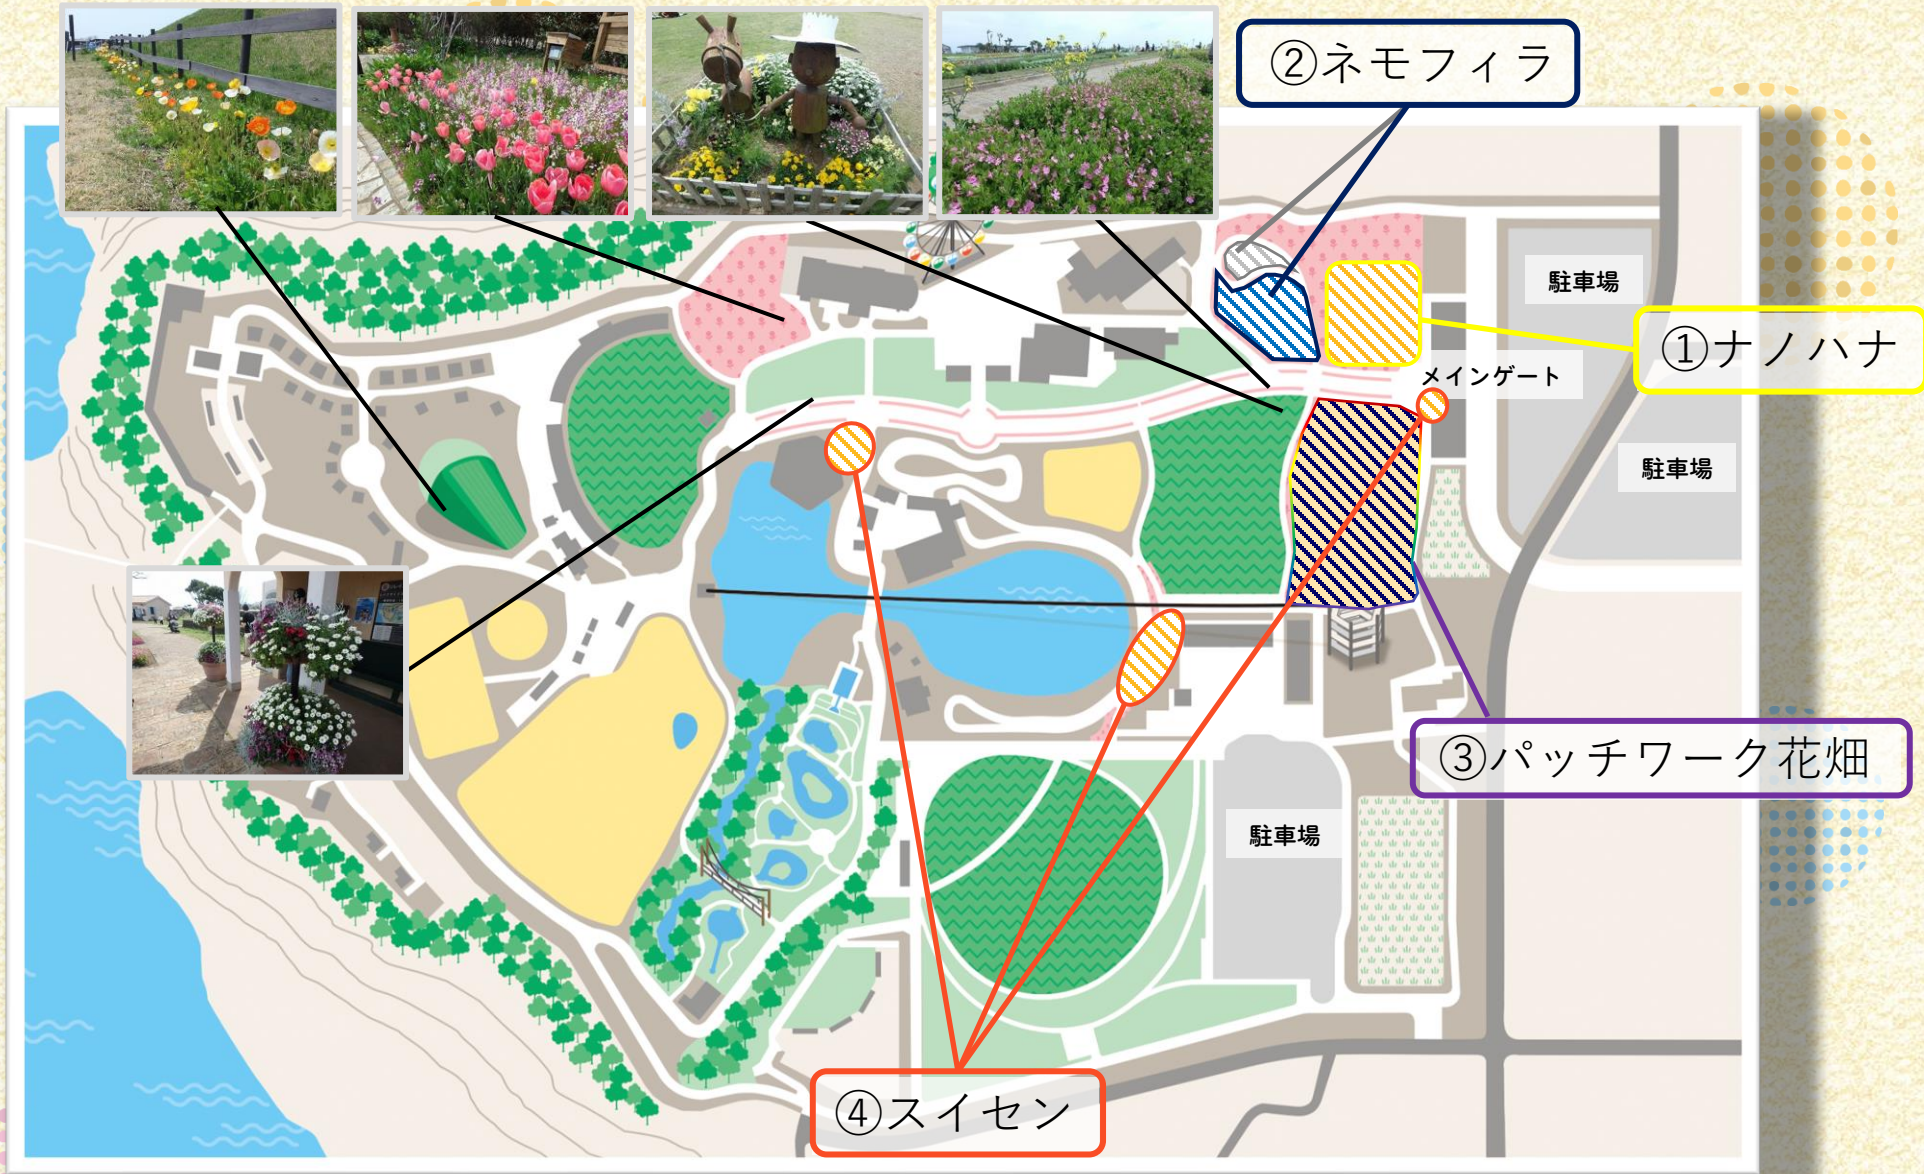 ②ネモフィラ
駐車場
①ナノハナ
メインゲート
駐車場
③パッチワーク花畑
駐車場
④スイセン